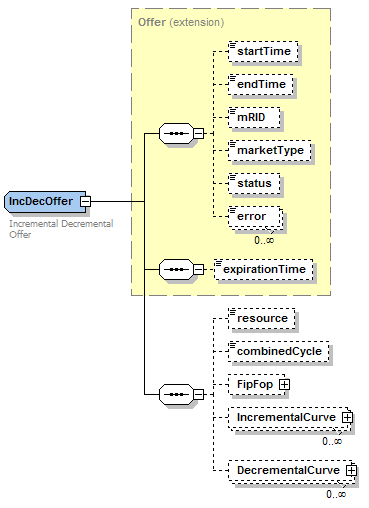 Offer (extension)
startTime
endTime
mRID
marketType
status
error
0..∞
IncDecOffer
Incremental Decremental
Offer
expirationTime
resource
combinedCycle
FipFop
IncrementalCurve
0..∞
DecrementalCurve
0..∞